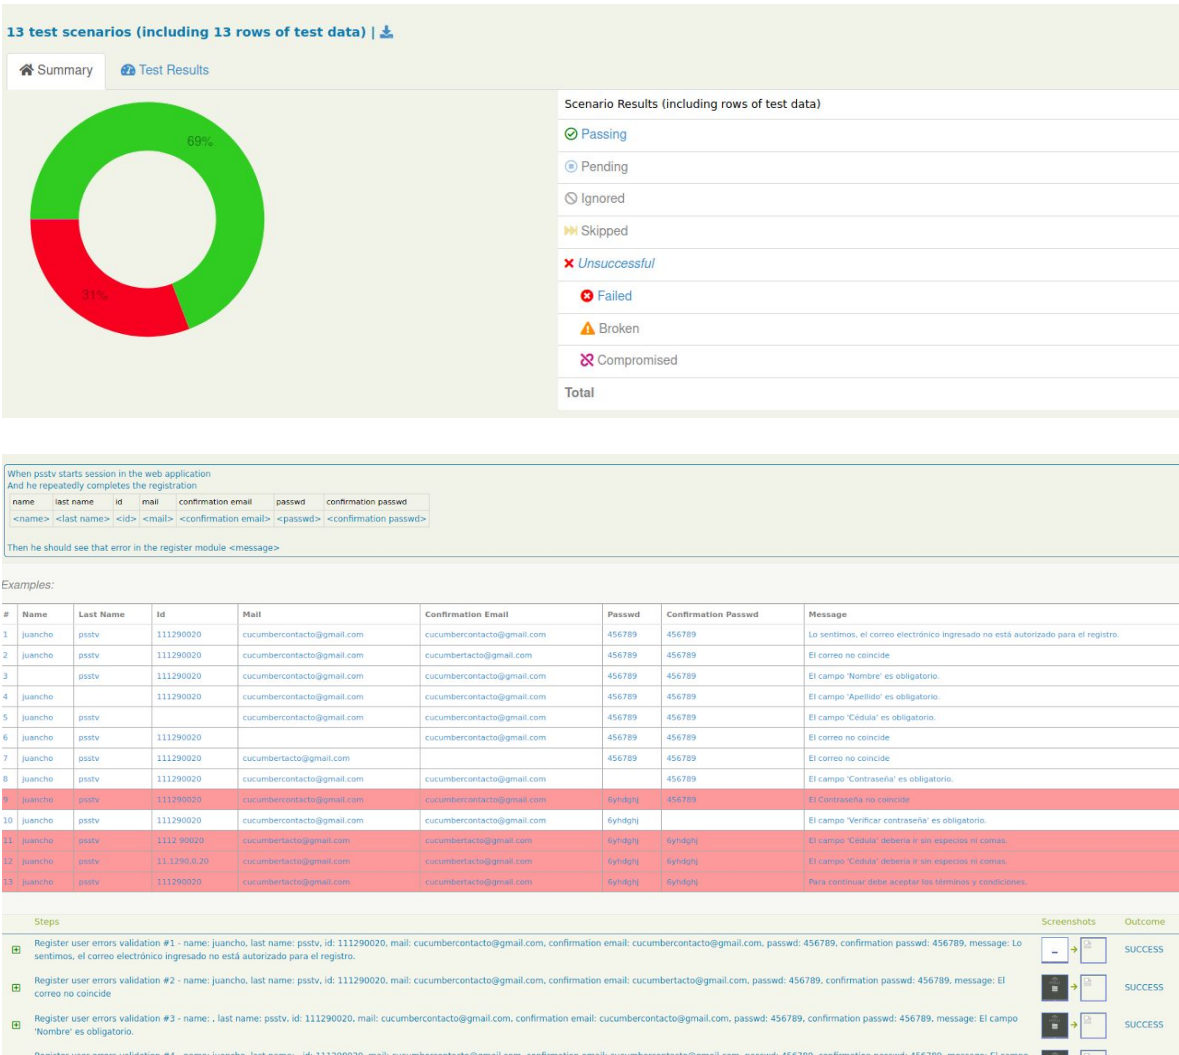 13 test scenarios (including 13 rows of test data) |
Summary Test Results
69%
31%
Scenario Results (including rows of test data)
Passing
Pending
Ignored
Skipped
Unsuccessful
Failed
Broken
Compromised
Total
When psstv starts session in the web application
And he repeatedly completes the registration
name last name id mail confirmation email passwd confirmation passwd
<name> <last name> <id> <mail> <confirmation email> <passwd> <confirmation passwd>
Then he should see that error in the register module <message>
Examples:
# Name Last Name Id Mail Confirmation Email Passwd Confirmation Passwd Message
1 juancho psstv 111290020 cucumbercontacto@gmail.com cucumbercontacto@gmail.com 456789 456789 Lo sentimos, el correo electrónico ingresado no está autorizado para el registro.
2 juancho psstv 111290020 cucumbercontacto@gmail.com cucumbertacto@gmail.com 456789 456789 El correo no coincide
3 psstv 111290020 cucumbercontacto@gmail.com cucumbercontacto@gmail.com 456789 456789 El campo 'Nombre' es obligatorio.
4 juancho 111290020 cucumbercontacto@gmail.com cucumbercontacto@gmail.com 456789 456789 El campo 'Apellido' es obligatorio.
5 juancho psstv cucumbercontacto@gmail.com cucumbercontacto@gmail.com 456789 456789 El campo 'Cédula' es obligatorio.
6 juancho psstv 111290020 cucumbercontacto@gmail.com 456789 456789 El correo no coincide
7 juancho psstv 111290020 cucumbertacto@gmail.com 456789 456789 El correo no coincide
8 juancho psstv 111290020 cucumbercontacto@gmail.com cucumbercontacto@gmail.com 456789 El campo 'Contraseña' es obligatorio.
9 juancho psstv 111290020 cucumbercontacto@gmail.com cucumbercontacto@gmail.com 6yhdghj 456789 El Contraseña no coincide
10 juancho psstv 111290020 cucumbercontacto@gmail.com cucumbercontacto@gmail.com 6yhdghj El campo 'Verificar contraseña' es obligatorio.
11 juancho psstv 1112 90020 cucumbertacto@gmail.com cucumbertacto@gmail.com 6yhdghj 6yhdghj El campo 'Cédula' deberia ir sin especios ni comas.
12 juancho psstv 11.1290,0,20 cucumbertacto@gmail.com cucumbertacto@gmail.com 6yhdghj 6yhdghj El campo 'Cédula' deberia ir sin especios ni comas.
13 juancho psstv 111290020 cucumbertacto@gmail.com cucumbertacto@gmail.com 6yhdghj 6yhdghj Para continuar debe aceptar los términos y condiciones.
Steps Screenshots Outcome
Register user errors validation #1 - name: juancho, last name: psstv, id: 111290020, mail: cucumbercontacto@gmail.com, confirmation email: cucumbercontacto@gmail.com, passwd: 456789, confirmation passwd: 456789, message: Lo
sentimos, el correo electrónico ingresado no está autorizado para el registro. SUCCESS
Register user errors validation #2 - name: juancho, last name: psstv, id: 111290020, mail: cucumbercontacto@gmail.com, confirmation email: cucumbertacto@gmail.com, passwd: 456789, confirmation passwd: 456789, message: El
correo no coincide SUCCESS
Register user errors validation #3 - name: , last name: psstv, id: 111290020, mail: cucumbercontacto@gmail.com, confirmation email: cucumbercontacto@gmail.com, passwd: 456789, confirmation passwd: 456789, message: El campo
'Nombre' es obligatorio. SUCCESS